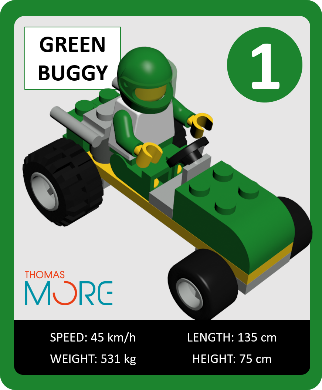 GREEN
BUGGY
1
THOMAS
MORE
SPEED: 45 km/h
LENGTH: 135 cm
WEIGHT: 531 kg
HEIGHT: 75 cm